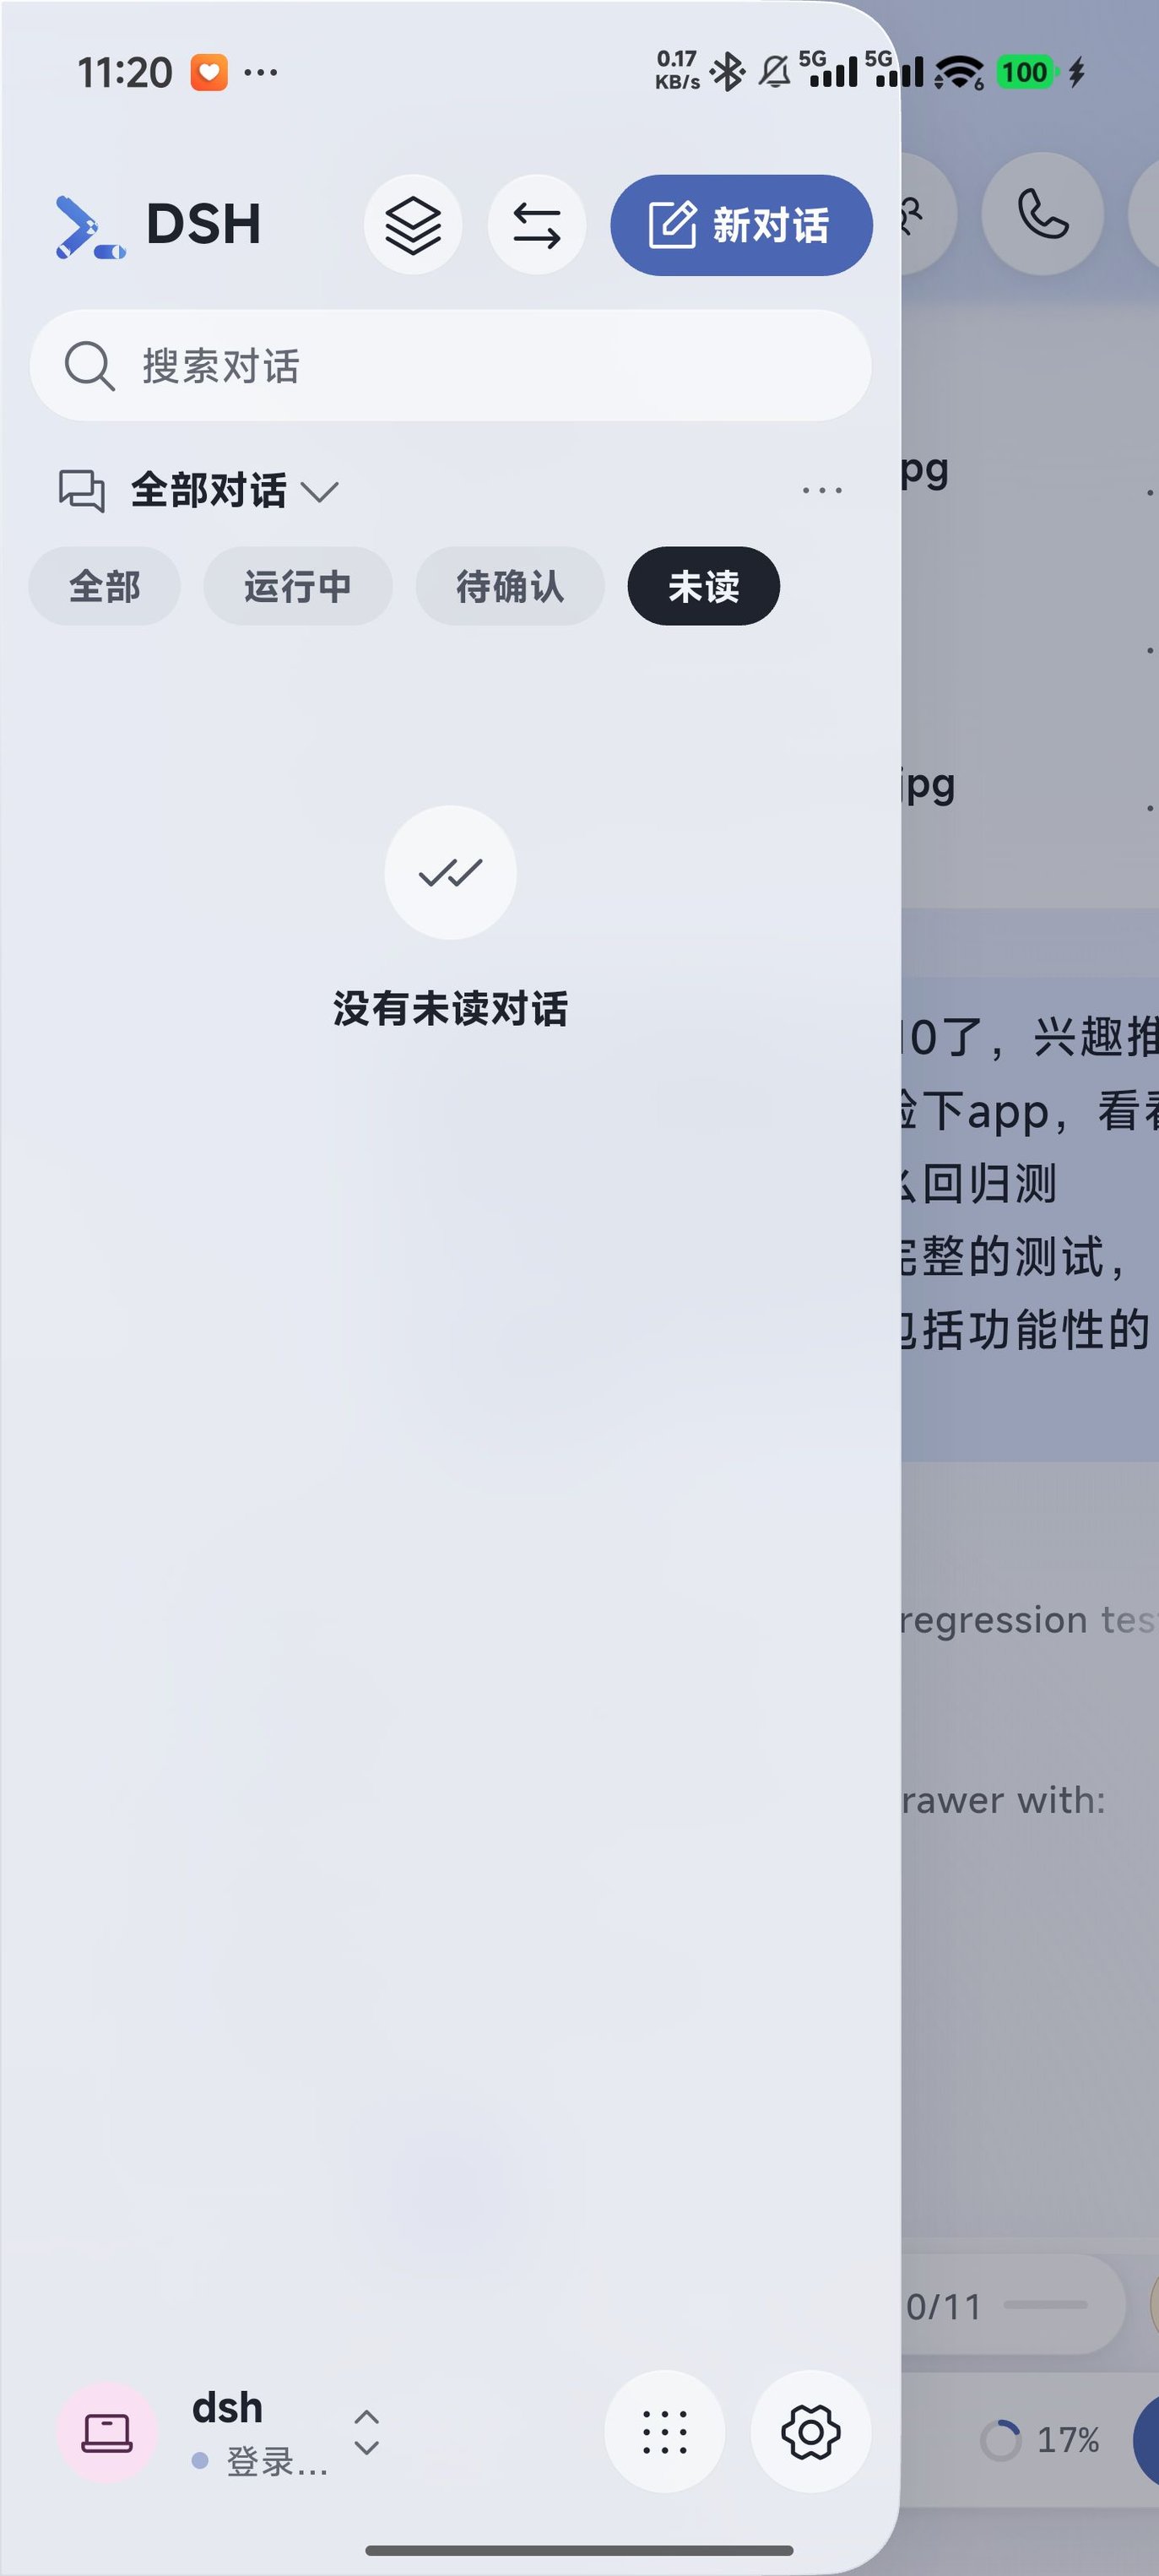 11:20
0.17
KB/s
5G
5G
6
100
DSH
新对话
搜索对话
全部对话
全部
运行中
待确认
未读
没有未读对话
pg
jpg
10了，兴趣推
验下app，看看
么回归测
完整的测试，
包括功能性的
regression tes
rawer with:
0/11
dsh
登录...
17%